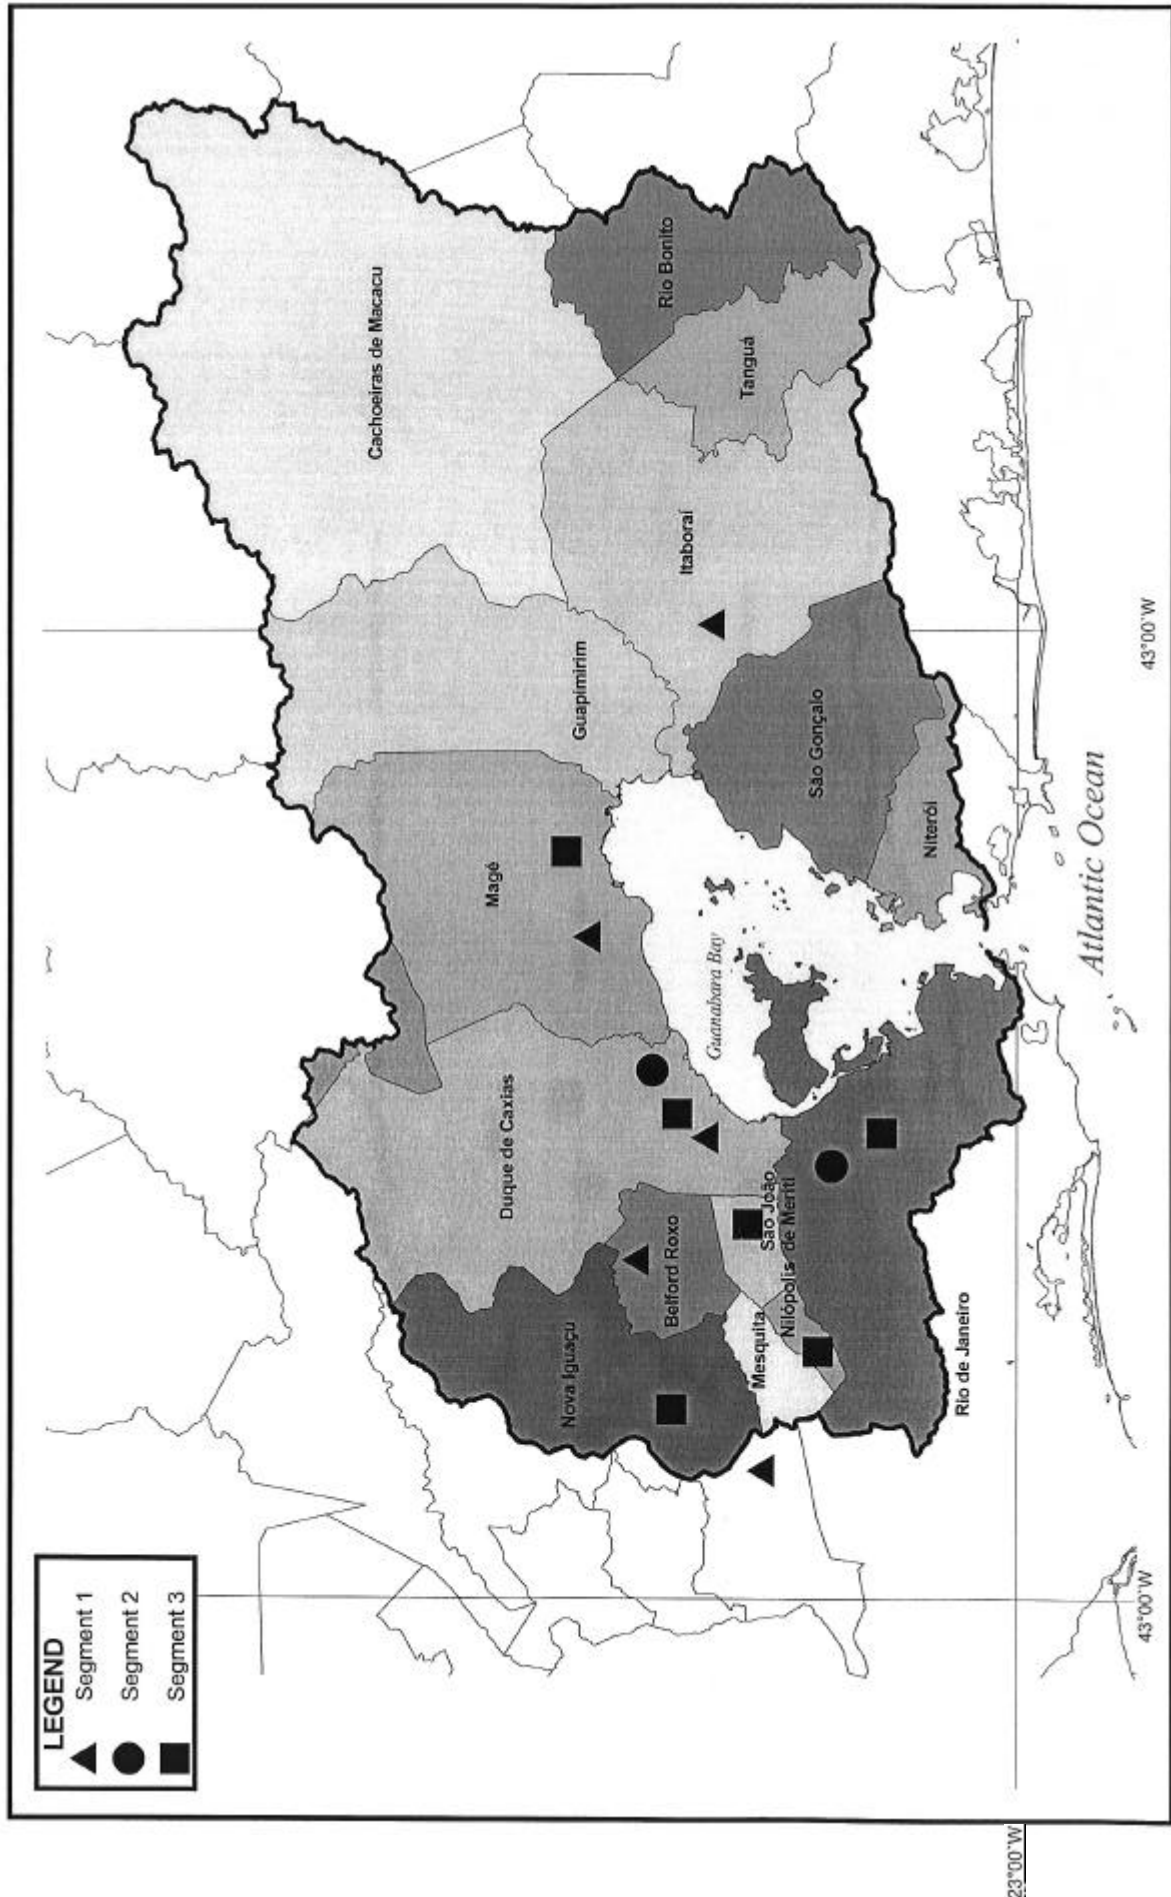 LEGEND
Segment 1
Segment 2
Segment 3
Cachoeiras de Macacu
Rio Bonito
Tanguá
Itaboraí
Guapimirim
São Gonçalo
Niterói
Magé
Guanabara Bay
Duque de Caxias
Belford Roxo
São João
de Meriti
Nilópolis
Mesquita
Nova Iguaçu
Rio de Janeiro
Atlantic Ocean
43°00`W
43°00`W
23°00`W